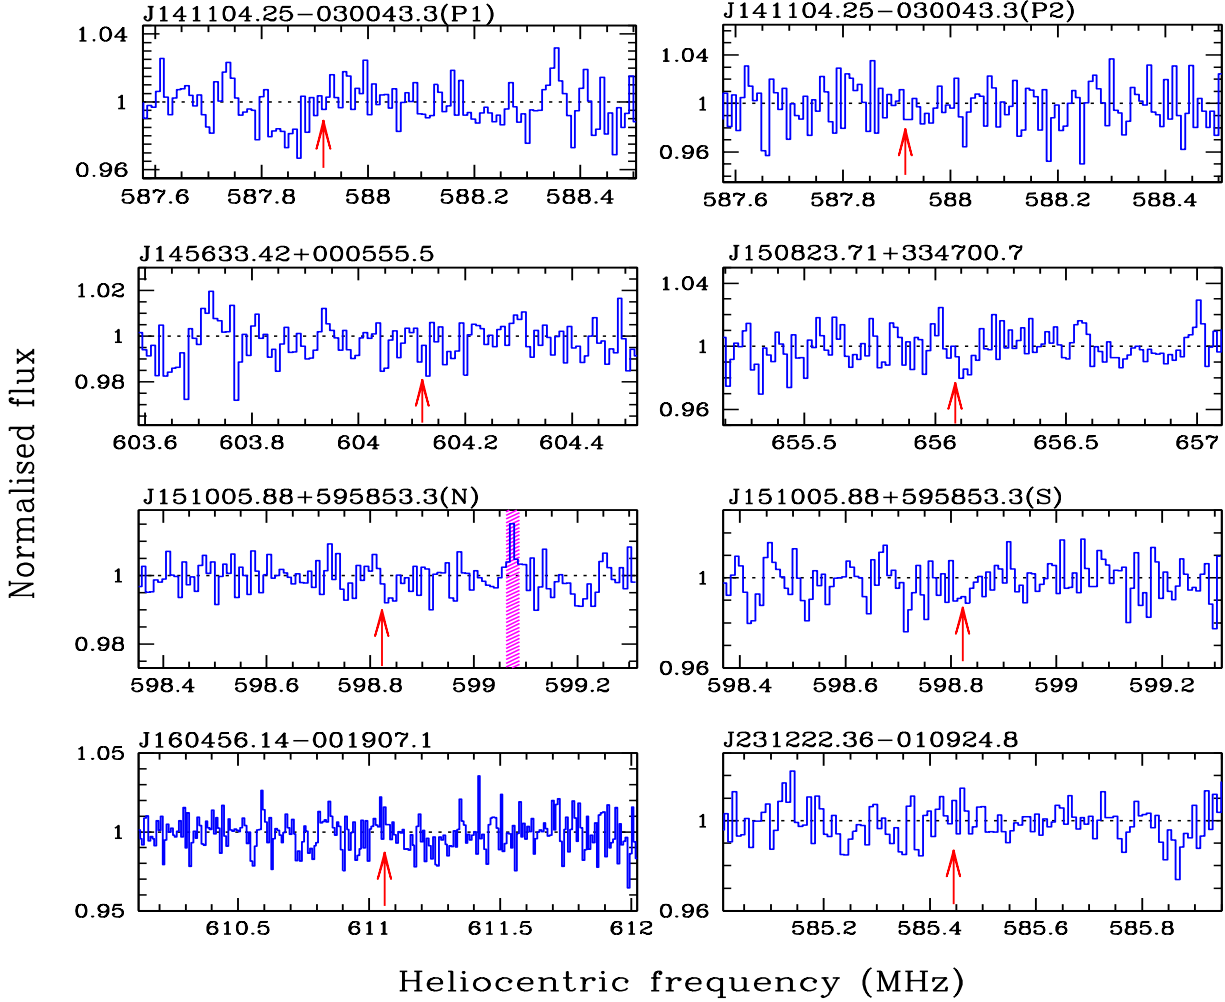 J141104.25−030043.3(P1)
1.04
1
0.96
587.6 587.8 588 588.2 588.4
J141104.25−030043.3(P2)
1.04
1
0.96
587.6 587.8 588 588.2 588.4
J145633.42+000555.5
1.02
1
0.98
603.6 603.8 604 604.2 604.4
J150823.71+334700.7
1.04
1
0.96
655.5 656 656.5 657
J151005.88+595853.3(N)
1
0.98
598.4 598.6 598.8 599 599.2
J151005.88+595853.3(S)
1
0.96
598.4 598.6 598.8 599 599.2
J160456.14−001907.1
1.05
1
0.95
610.5 611 611.5 612
J231222.36−010924.8
1
0.96
585.2 585.4 585.6 585.8
Normalised flux
Heliocentric frequency (MHz)